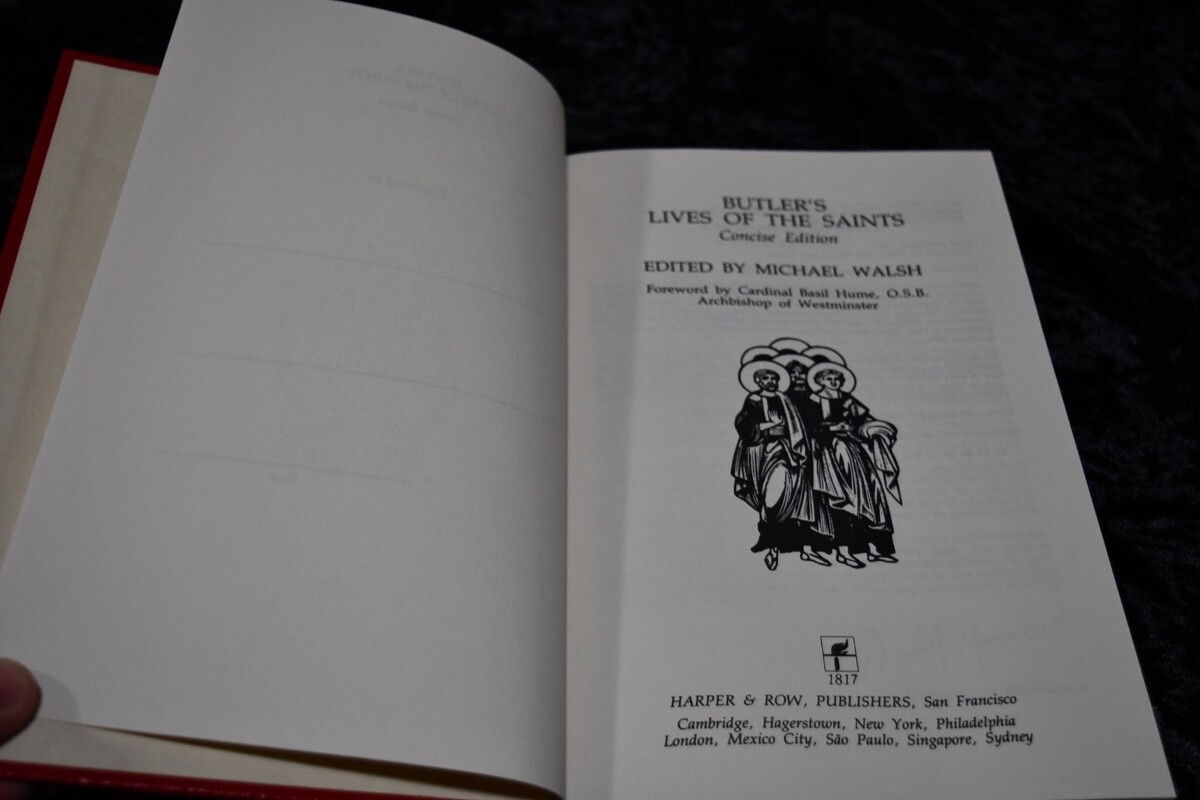 BUTLER'S
LIVES OF THE SAINTS
Concise Edition
EDITED BY MICHAEL WALSH
Foreword by Cardinal Basil Hume, O.S.B.
Archbishop of Westminster
1817
HARPER & ROW, PUBLISHERS, San Francisco
Cambridge, Hagerstown, New York, Philadelphia
London, Mexico City, São Paulo, Singapore, Sydney